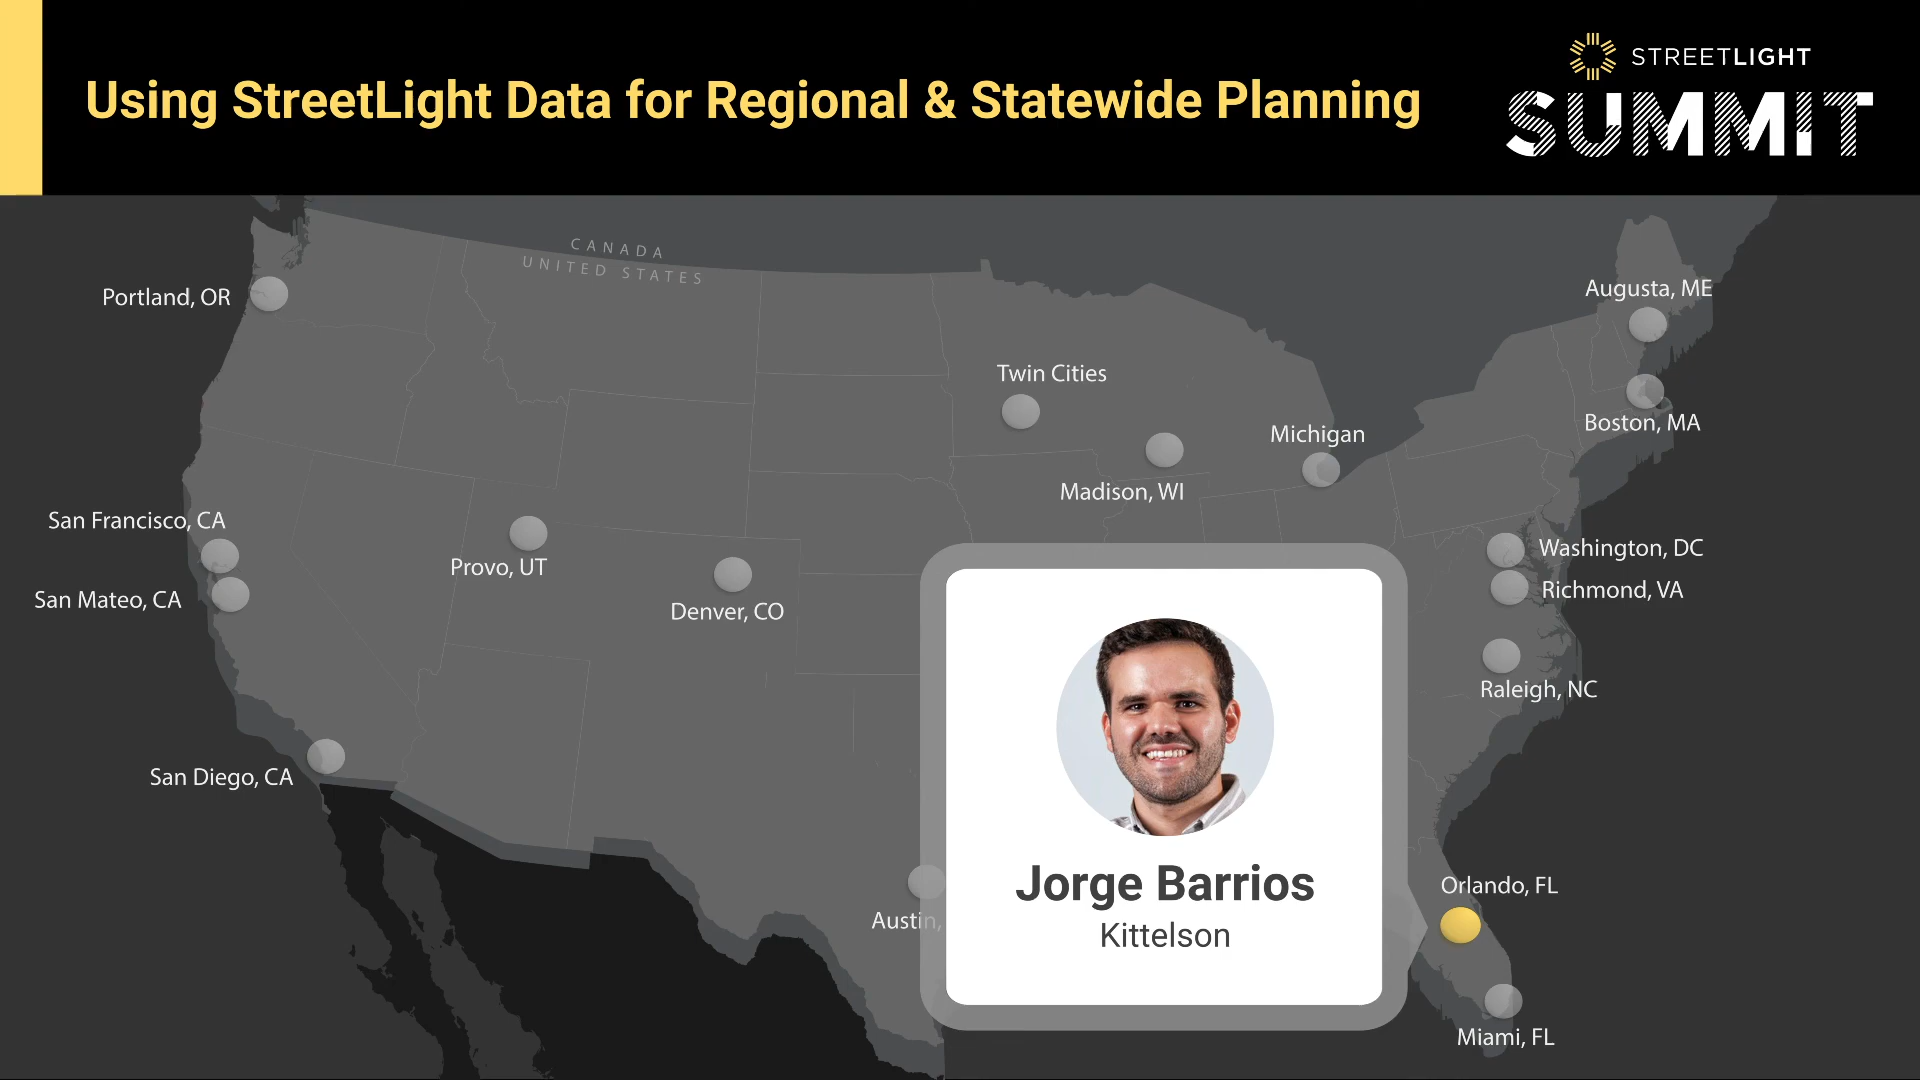 Using StreetLight Data for Regional & Statewide Planning
STREETLIGHT
SUMMIT
CANADA
UNITED STATES
Portland, OR
Augusta, ME
Twin Cities
Boston, MA
Michigan
Madison, WI
San Francisco, CA
Provo, UT
Washington, DC
San Mateo, CA
Denver, CO
Richmond, VA
Raleigh, NC
San Diego, CA
Jorge Barrios
Kittelson
Orlando, FL
Austin,
Miami, FL